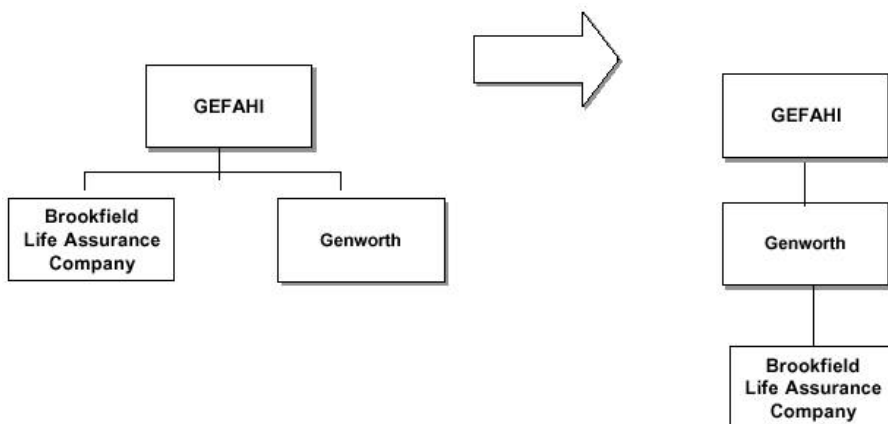 GEFAHI
Brookfield
Life Assurance
Company
Genworth
GEFAHI
Genworth
Brookfield
Life Assurance
Company